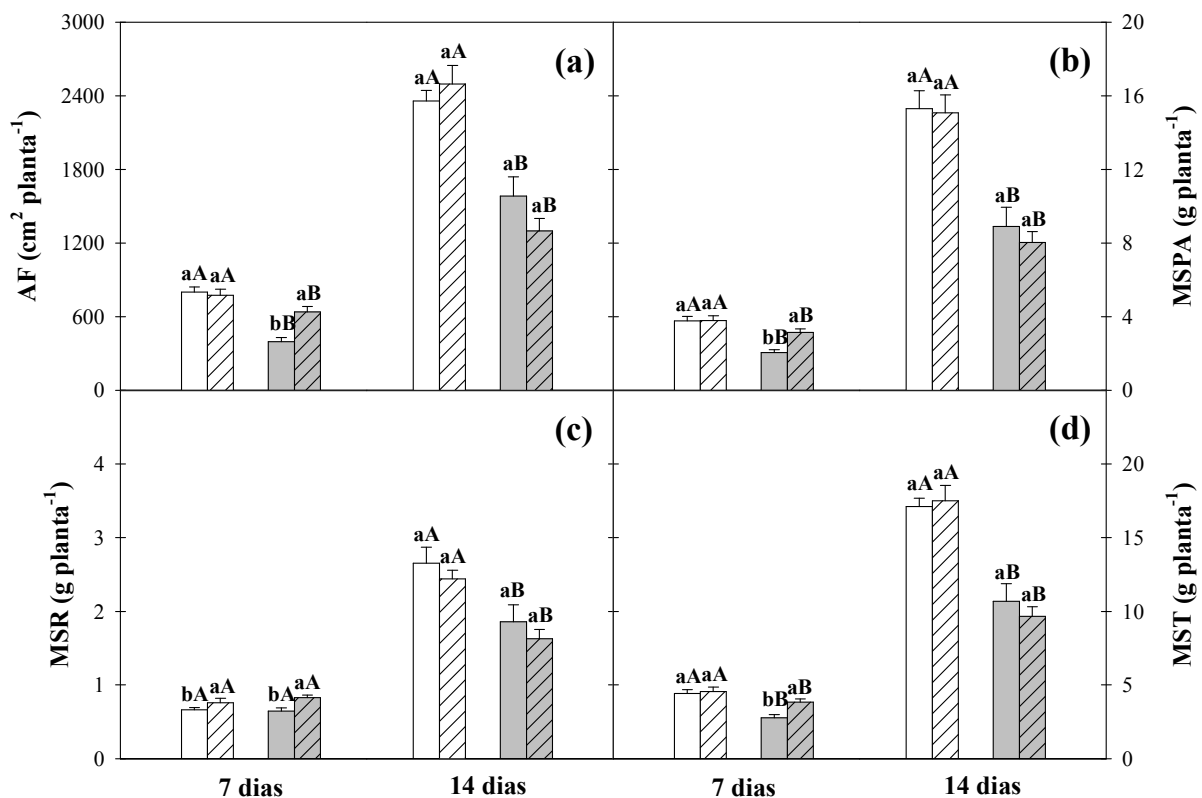 AF (cm² planta⁻¹)
3000
2400
1800
1200
600
0
aA aA bB aB
aA aA aB aB
(a)
aA aA bB aB
aA aA aB aB
(b)
20
16
12
8
4
0
MSPA (g planta⁻¹)
MSR (g planta⁻¹)
4
3
2
1
0
bA aA bA aA
aA aA aB aB
(c)
aA aA bB aB
aA aA aB aB
(d)
20
15
10
5
0
MST (g planta⁻¹)
7 dias 14 dias 7 dias 14 dias